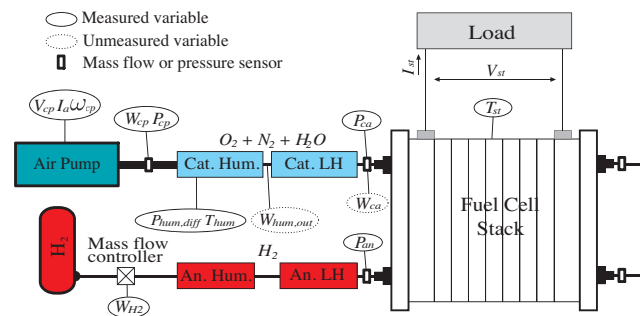 Measured variable
Unmeasured variable
Mass flow or pressure sensor
Load
I_st
V_st
T_st
V_cp I_a ω_cp
W_cp P_cp
P_ca
O_2 + N_2 + H_2O
Air Pump
Cat. Hum.
Cat. LH
W_ca
P_hum,diff T_hum
W_hum,out
Fuel Cell
Stack
H_2
Mass flow
controller
H_2
P_an
An. Hum.
An. LH
W_H2